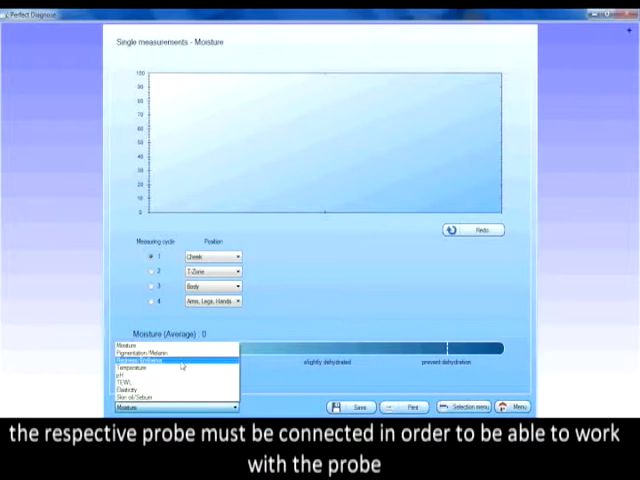 Perfect Diagnose
Single measurements - Moisture
100
90
80
70
60
50
40
30
20
10
0
Redo
Measuring cycle Position
1 Cheek
2 T-Zone
3 Body
4 Arms, Legs, Hands
Moisture (Average) : 0
Moisture
Pigmentation /Melanin
Redness/Erythema
Temperature
pH
TEWL
Elasticity
Skin oil/Sebum
slightly dehydrated prevent dehydration
Moisture
Save Print Selection menu Menu
the respective probe must be connected in order to be able to work
with the probe